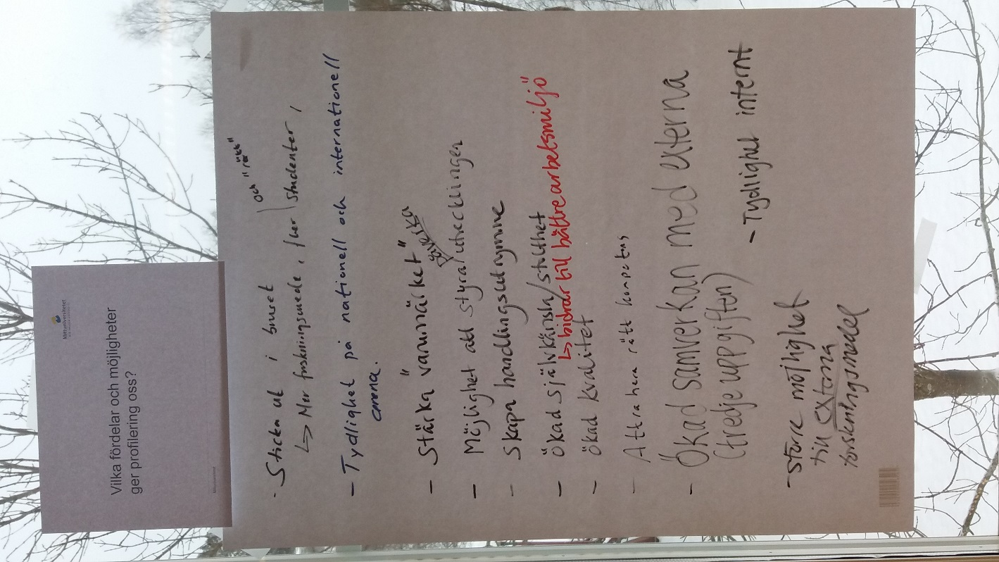 Mittuniversitetet
Vilka fördelar och möjligheter
ger profilering oss?
- Sticka ut i bruset
och "rätt"
↳ Mer forskningsmedel, fler studenter,
- Tydlighet på nationell och internationell
arena.
- Stärka "varumärket"
påverka
- Möjlighet att styra/utvecklingen
- Skapa handlingsutrymme
- Ökad självkänsla/stolthet
↳ bidrar till bättre arbetsmiljö
- Ökad kvalitet
- Attrahera rätt kompetens
- Ökad samverkan med externa
(tredje uppgiften)
- Tydlighet internt
- Större möjlighet
till externa
forskningsmedel